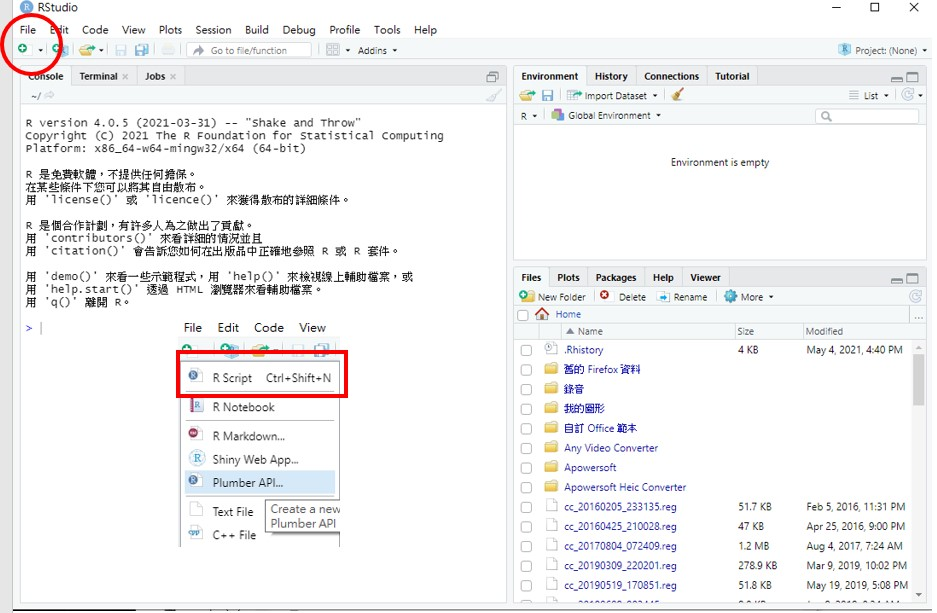 RStudio
File Edit Code View Plots Session Build Debug Profile Tools Help
Go to file/function Addins Project: (None)
Console Terminal Jobs
~/
R version 4.0.5 (2021-03-31) -- "Shake and Throw"
Copyright (C) 2021 The R Foundation for Statistical Computing
Platform: x86_64-w64-mingw32/x64 (64-bit)
R 是免費軟體，不提供任何擔保。
在某些條件下您可以將其自由散布。
用 'license()' 或 'licence()' 來獲得散布的詳細條件。
R 是個合作計劃，有許多人為之做出了貢獻。
用 'contributors()' 來看詳細的情況並且
用 'citation()' 會告訴您如何在出版品中正確地參照 R 或 R 套件。
用 'demo()' 來看一些示範程式，用 'help()' 來檢視線上輔助檔案，或
用 'help.start()' 透過 HTML 瀏覽器來看輔助檔案。
用 'q()' 離開 R。
>
File Edit Code View
R Script Ctrl+Shift+N
R Notebook
R Markdown...
Shiny Web App...
Plumber API...
Text File
C++ File
Create a new
Plumber API
Environment History Connections Tutorial
Import Dataset List
R Global Environment
Environment is empty
Files Plots Packages Help Viewer
New Folder Delete Rename More
Home ...
Name Size Modified
.Rhistory 4 KB May 4, 2021, 4:40 PM
舊的 Firefox 資料
錄音
我的圖形
自訂 Office 範本
Any Video Converter
Apowersoft
Apowersoft Heic Converter
cc_20160205_233135.reg 51.7 KB Feb 5, 2016, 11:31 PM
cc_20160425_210028.reg 47 KB Apr 25, 2016, 9:00 PM
cc_20170804_072409.reg 1.2 MB Aug 4, 2017, 7:24 AM
cc_20190309_220201.reg 278.9 KB Mar 9, 2019, 10:02 PM
cc_20190519_170851.reg 51.8 KB May 19, 2019, 5:08 PM